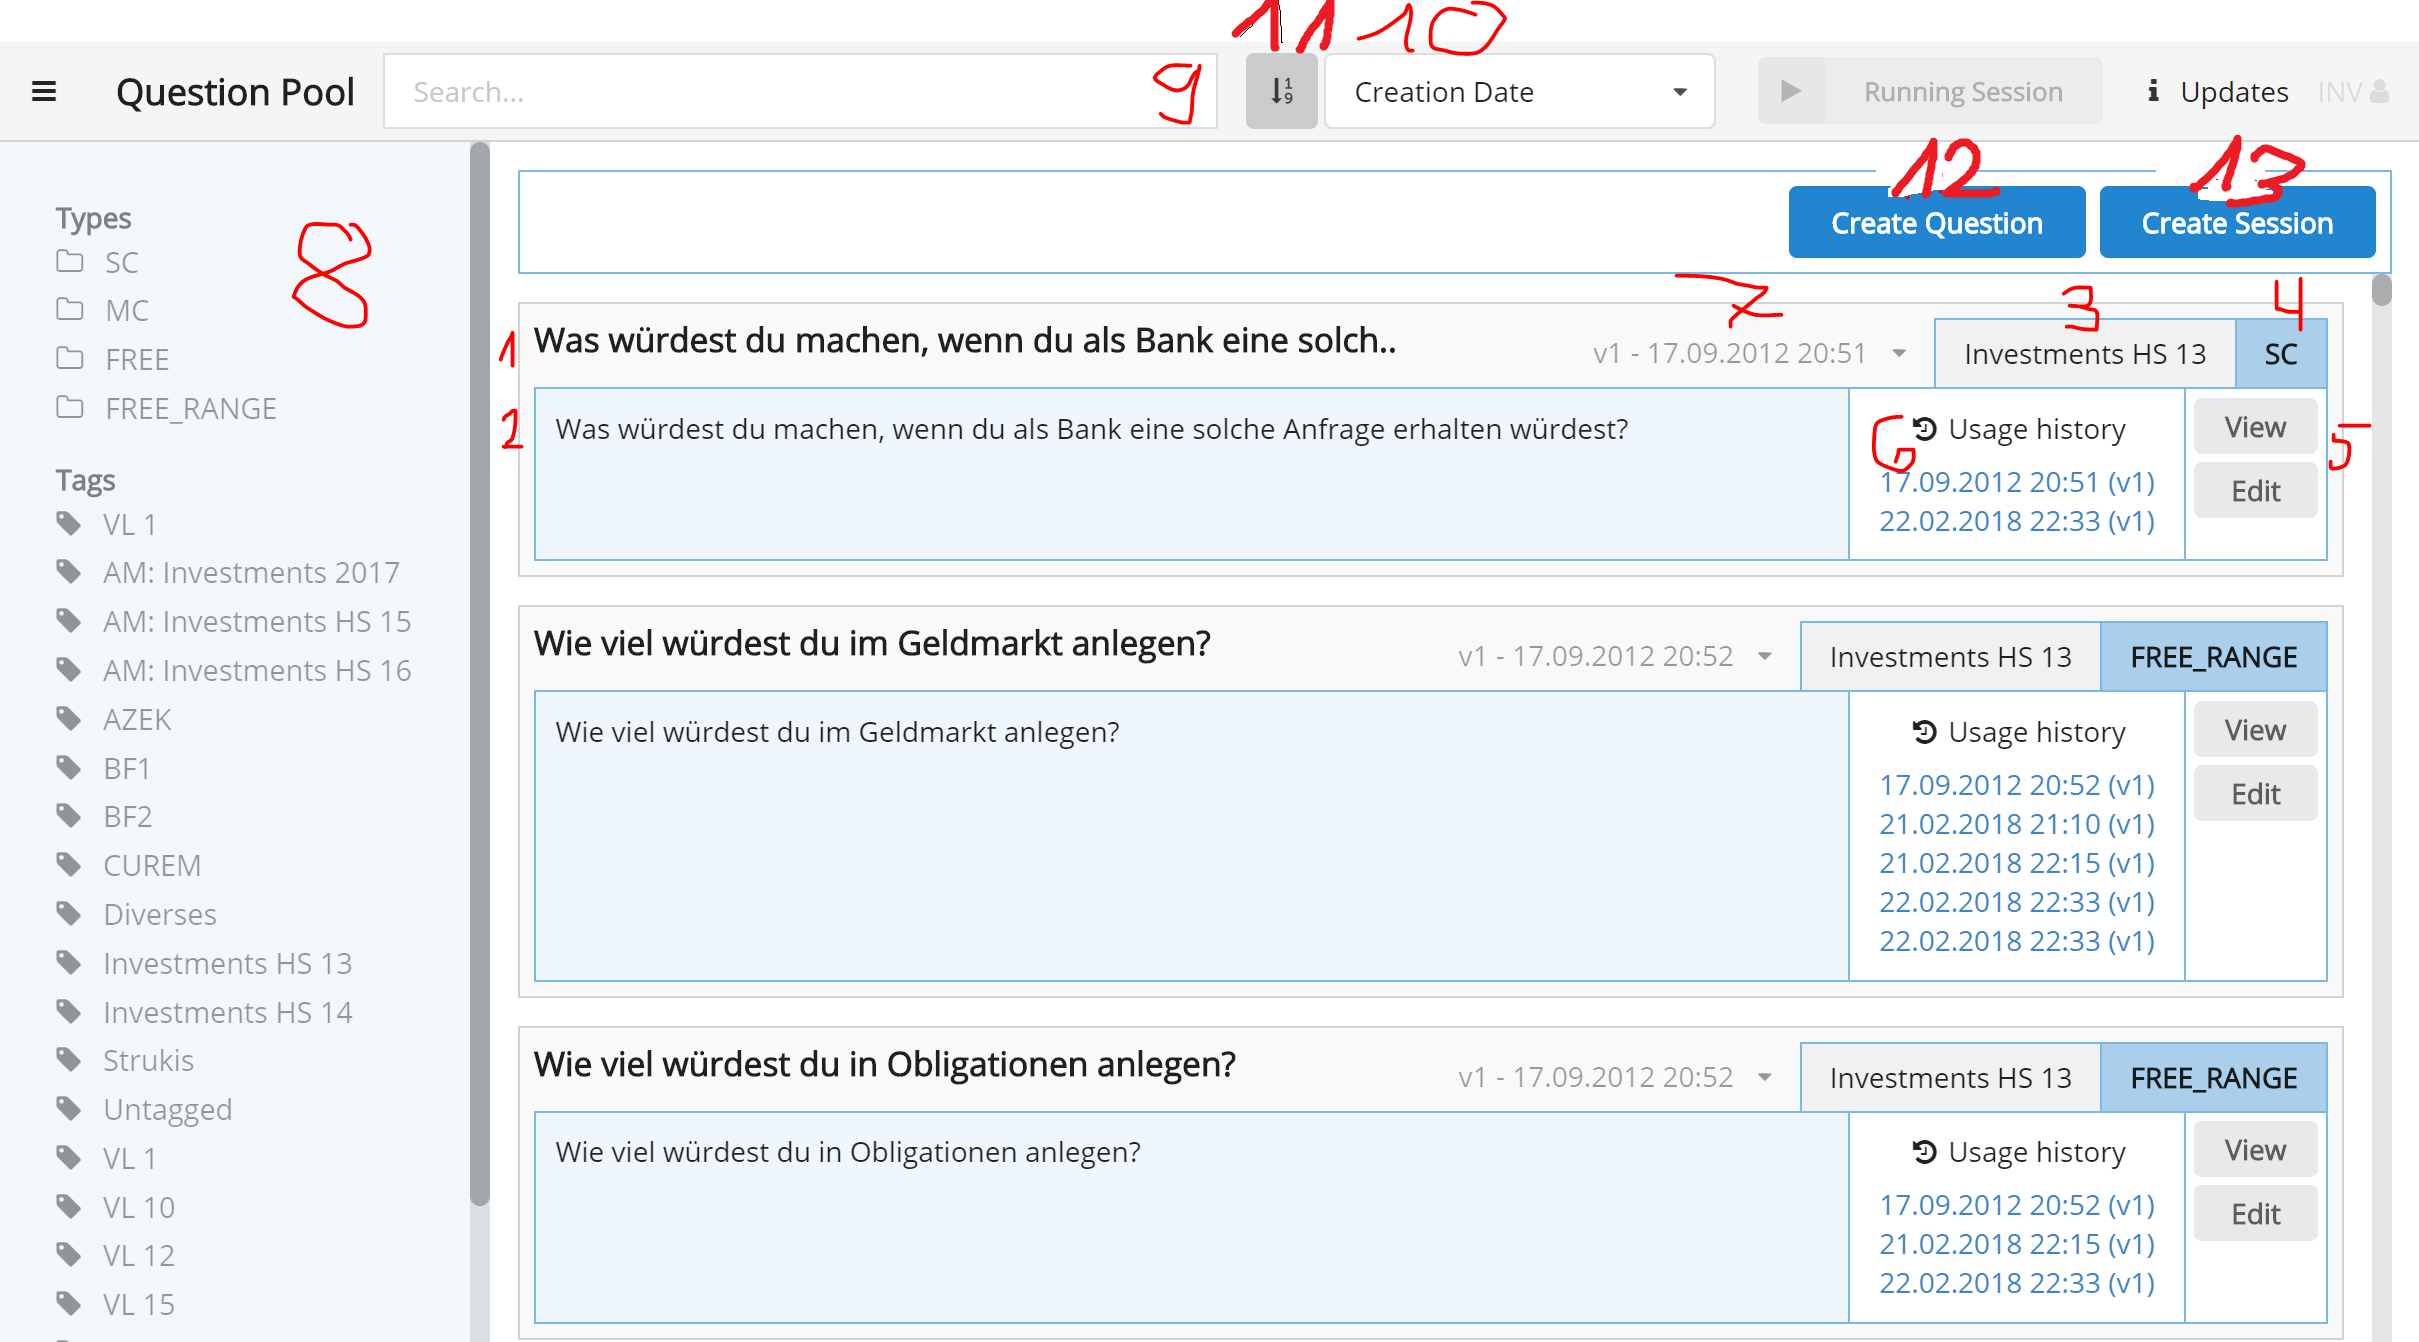 11 10
Question Pool
Search...
9
1
9
Creation Date
Running Session
Updates
INV
12
13
Create Question
Create Session
Types
SC
MC
FREE
FREE_RANGE
8
Tags
VL 1
AM: Investments 2017
AM: Investments HS 15
AM: Investments HS 16
AZEK
BF1
BF2
CUREM
Diverses
Investments HS 13
Investments HS 14
Strukis
Untagged
VL 1
VL 10
VL 12
VL 15
7
3
4
1
Was würdest du machen, wenn du als Bank eine solch..
v1 - 17.09.2012 20:51
Investments HS 13
SC
2
Was würdest du machen, wenn du als Bank eine solche Anfrage erhalten würdest?
6
Usage history
17.09.2012 20:51 (v1)
22.02.2018 22:33 (v1)
View
Edit
5
Wie viel würdest du im Geldmarkt anlegen?
v1 - 17.09.2012 20:52
Investments HS 13
FREE_RANGE
Wie viel würdest du im Geldmarkt anlegen?
Usage history
17.09.2012 20:52 (v1)
21.02.2018 21:10 (v1)
21.02.2018 22:15 (v1)
22.02.2018 22:33 (v1)
22.02.2018 22:33 (v1)
View
Edit
Wie viel würdest du in Obligationen anlegen?
v1 - 17.09.2012 20:52
Investments HS 13
FREE_RANGE
Wie viel würdest du in Obligationen anlegen?
Usage history
17.09.2012 20:52 (v1)
21.02.2018 22:15 (v1)
22.02.2018 22:33 (v1)
View
Edit